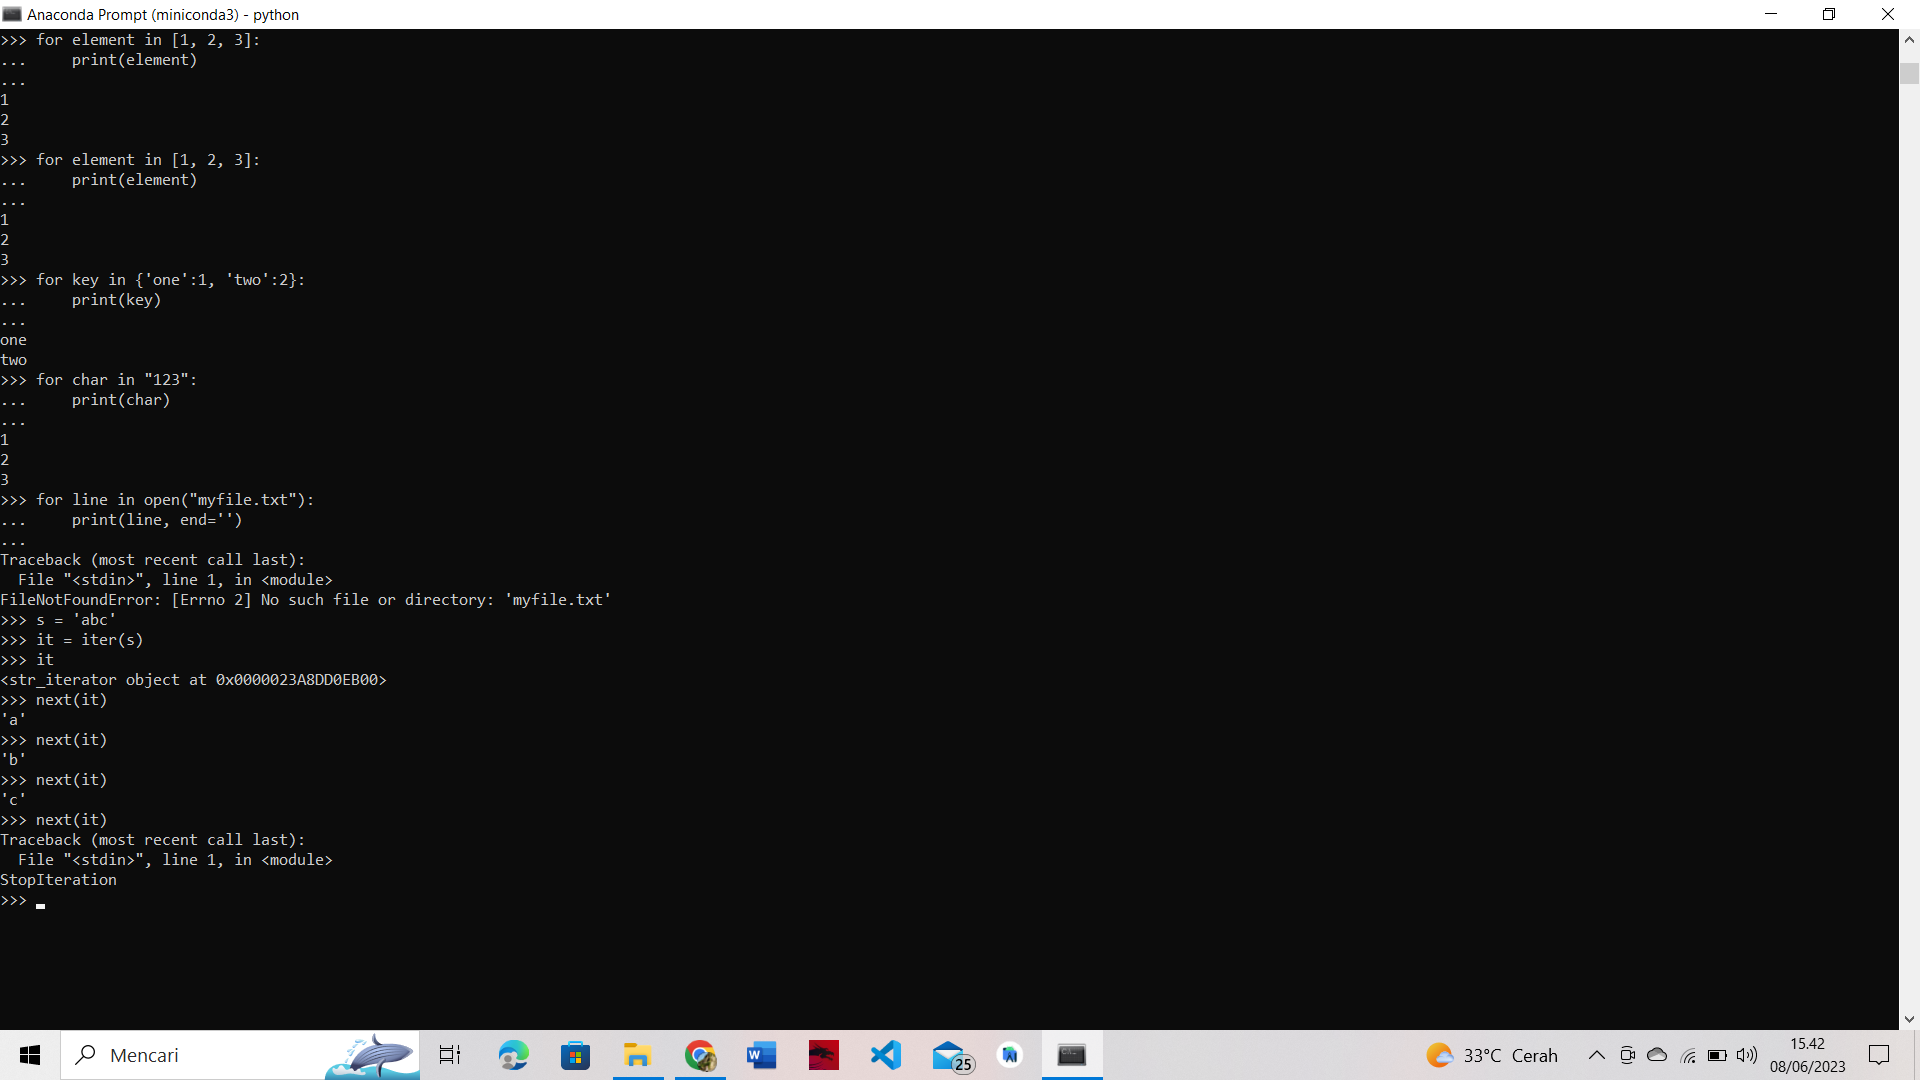 Anaconda Prompt (miniconda3) - python
>>> for element in [1, 2, 3]:
...     print(element)
...
1
2
3
>>> for element in [1, 2, 3]:
...     print(element)
...
1
2
3
>>> for key in {'one':1, 'two':2}:
...     print(key)
...
one
two
>>> for char in "123":
...     print(char)
...
1
2
3
>>> for line in open("myfile.txt"):
...     print(line, end='')
...
Traceback (most recent call last):
  File "<stdin>", line 1, in <module>
FileNotFoundError: [Errno 2] No such file or directory: 'myfile.txt'
>>> s = 'abc'
>>> it = iter(s)
>>> it
<str_iterator object at 0x0000023A8DD0EB00>
>>> next(it)
'a'
>>> next(it)
'b'
>>> next(it)
'c'
>>> next(it)
Traceback (most recent call last):
  File "<stdin>", line 1, in <module>
StopIteration
>>>
Mencari
25
33°C Cerah
15.42
08/06/2023